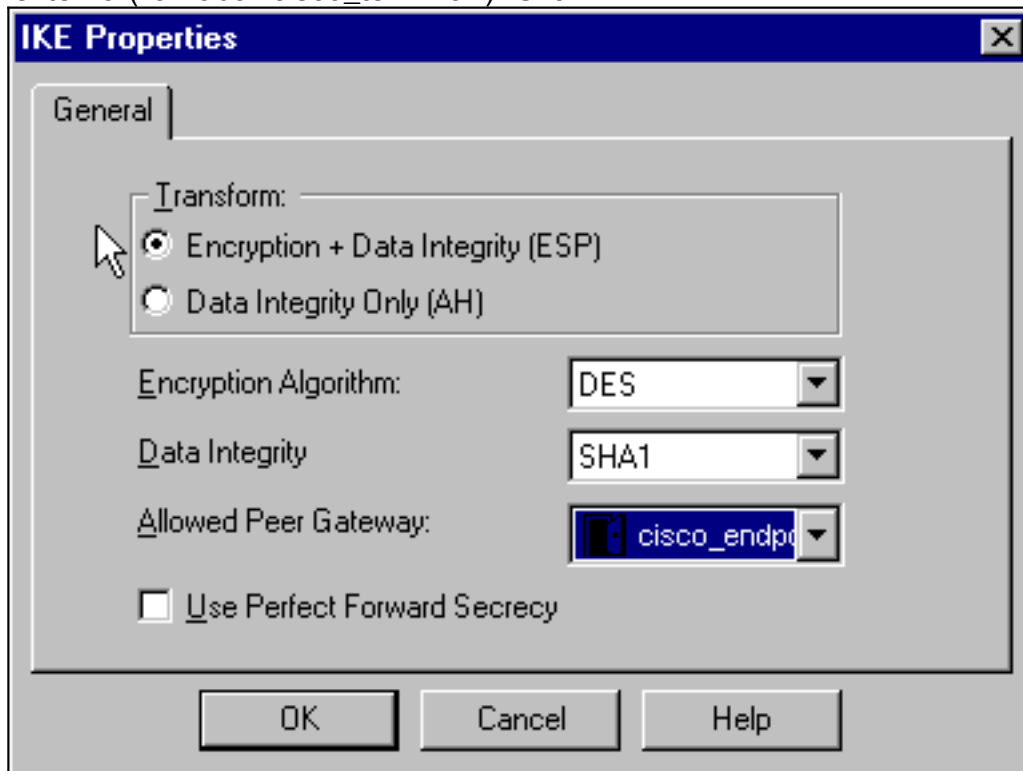 IKE Properties
General
Transform:
Encryption + Data Integrity (ESP)
Data Integrity Only (AH)
Encryption Algorithm:
DES
Data Integrity
SHA1
Allowed Peer Gateway:
cisco_endpo
Use Perfect Forward Secrecy
OK
Cancel
Help